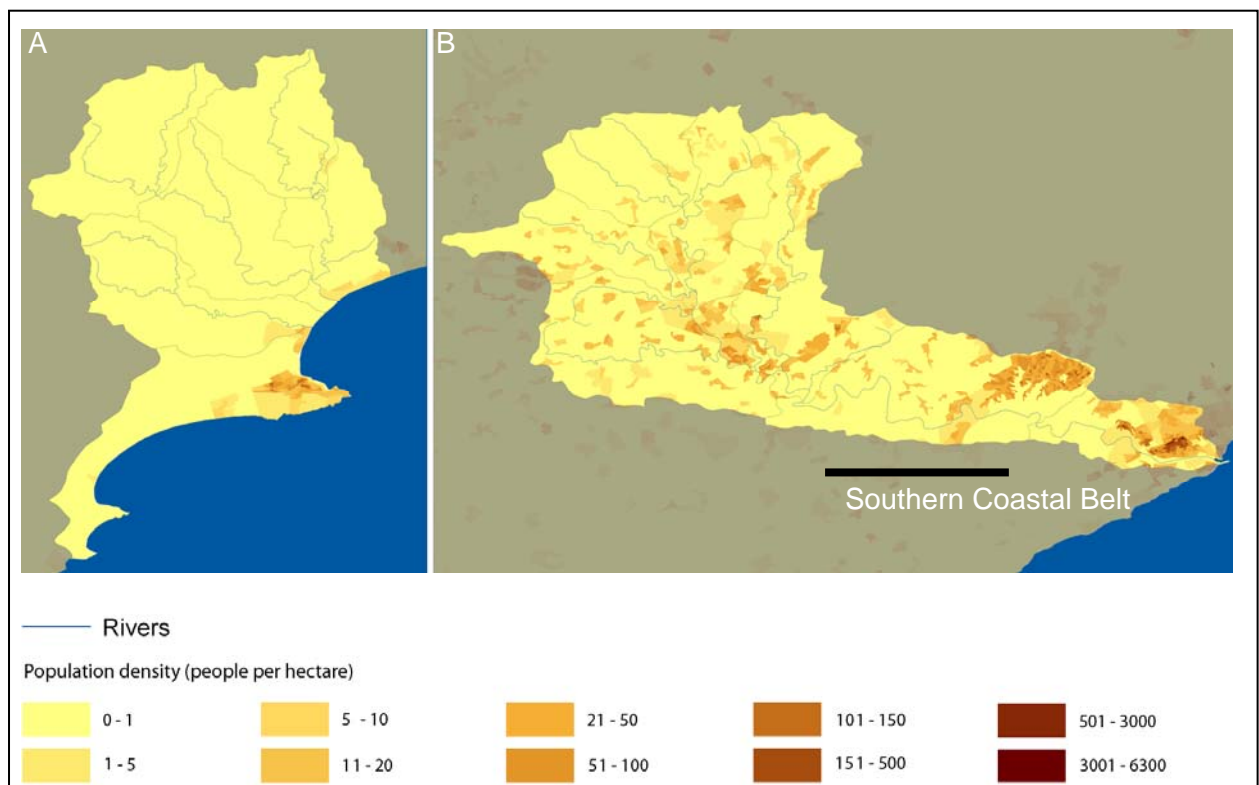 A
B
Southern Coastal Belt
Rivers
Population density (people per hectare)
0 - 1 5 - 10 21 - 50 101 - 150 501 - 3000
1 - 5 11 - 20 51 - 100 151 - 500 3001 - 6300